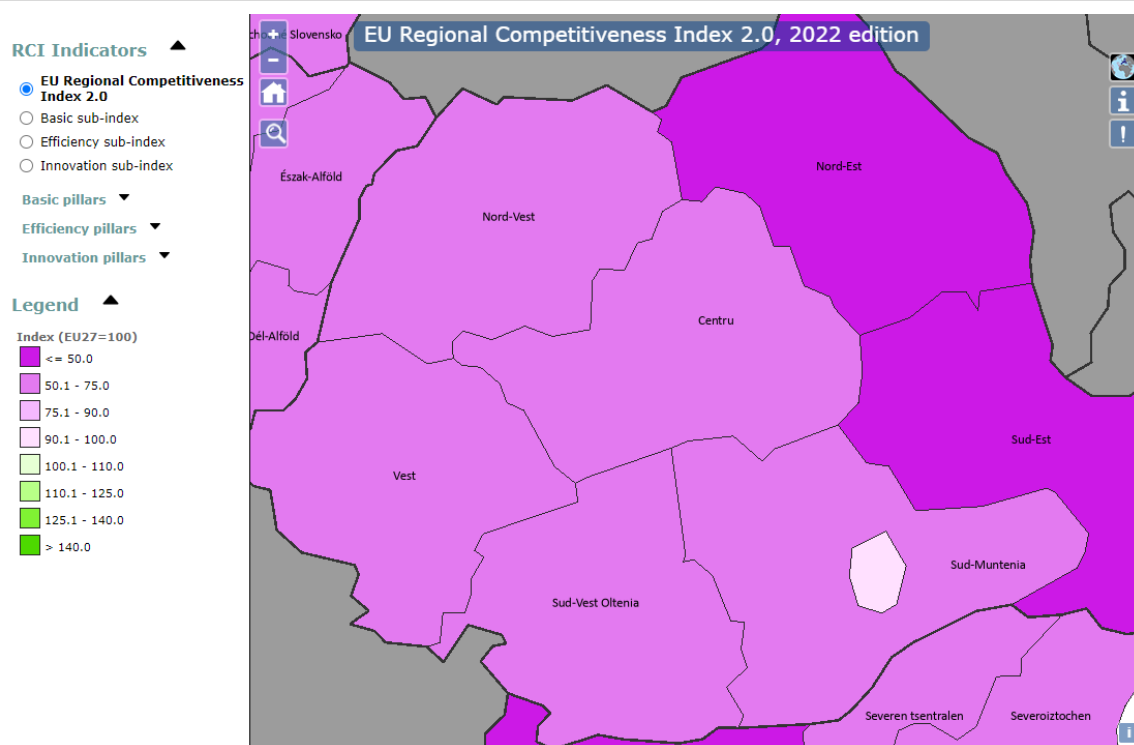 RCI Indicators
EU Regional Competitiveness
Index 2.0
Basic sub-index
Efficiency sub-index
Innovation sub-index
Basic pillars
Efficiency pillars
Innovation pillars
Legend
Index (EU27=100)
<= 50.0
50.1 - 75.0
75.1 - 90.0
90.1 - 100.0
100.1 - 110.0
110.1 - 125.0
125.1 - 140.0
> 140.0
EU Regional Competitiveness Index 2.0, 2022 edition
Slovensko
Nord-Est
Észak-Alföld
Nord-Vest
Centru
Dél-Alföld
Sud-Est
Vest
Sud-Muntenia
Sud-Vest Oltenia
Severen tsentralen
Severoiztochen